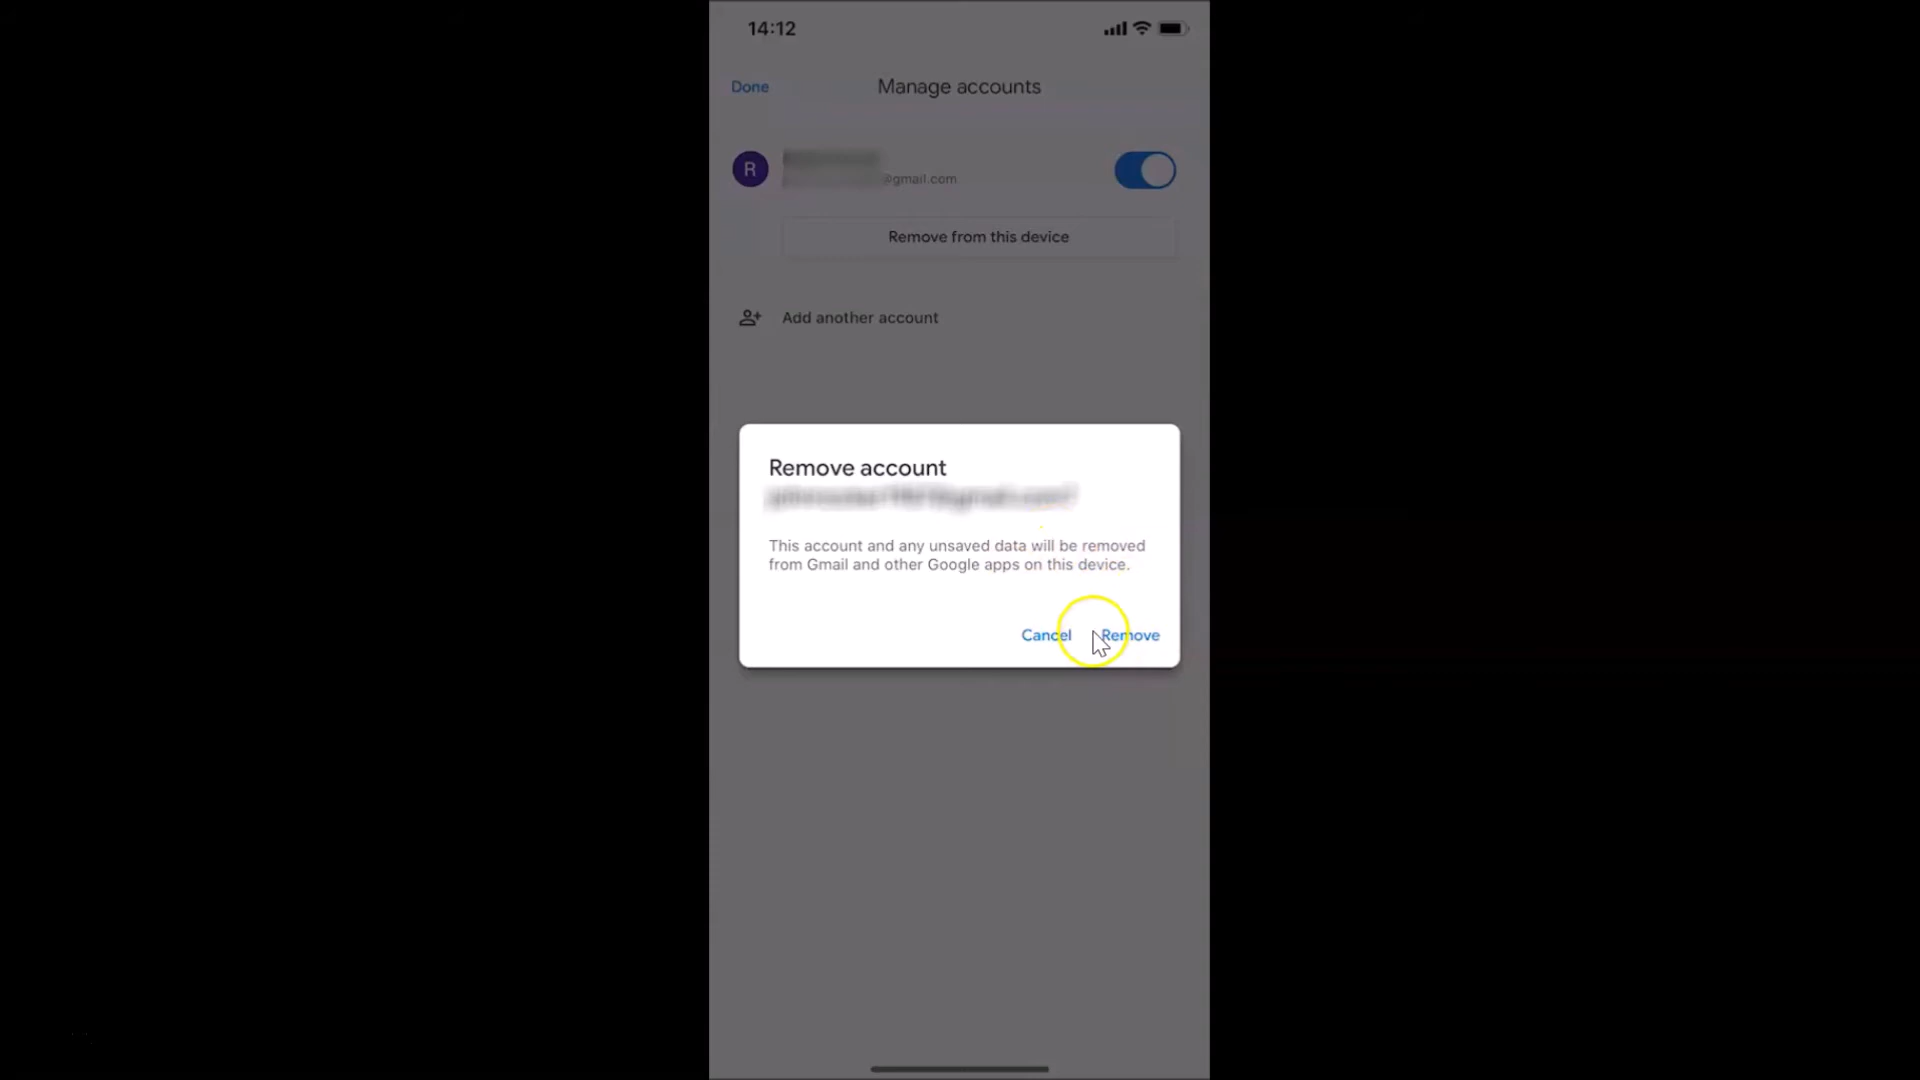 14:12
Done
Manage accounts
R
@gmail.com
Remove from this device
Add another account
Remove account
This account and any unsaved data will be removed
from Gmail and other Google apps on this device.
Cancel
Remove